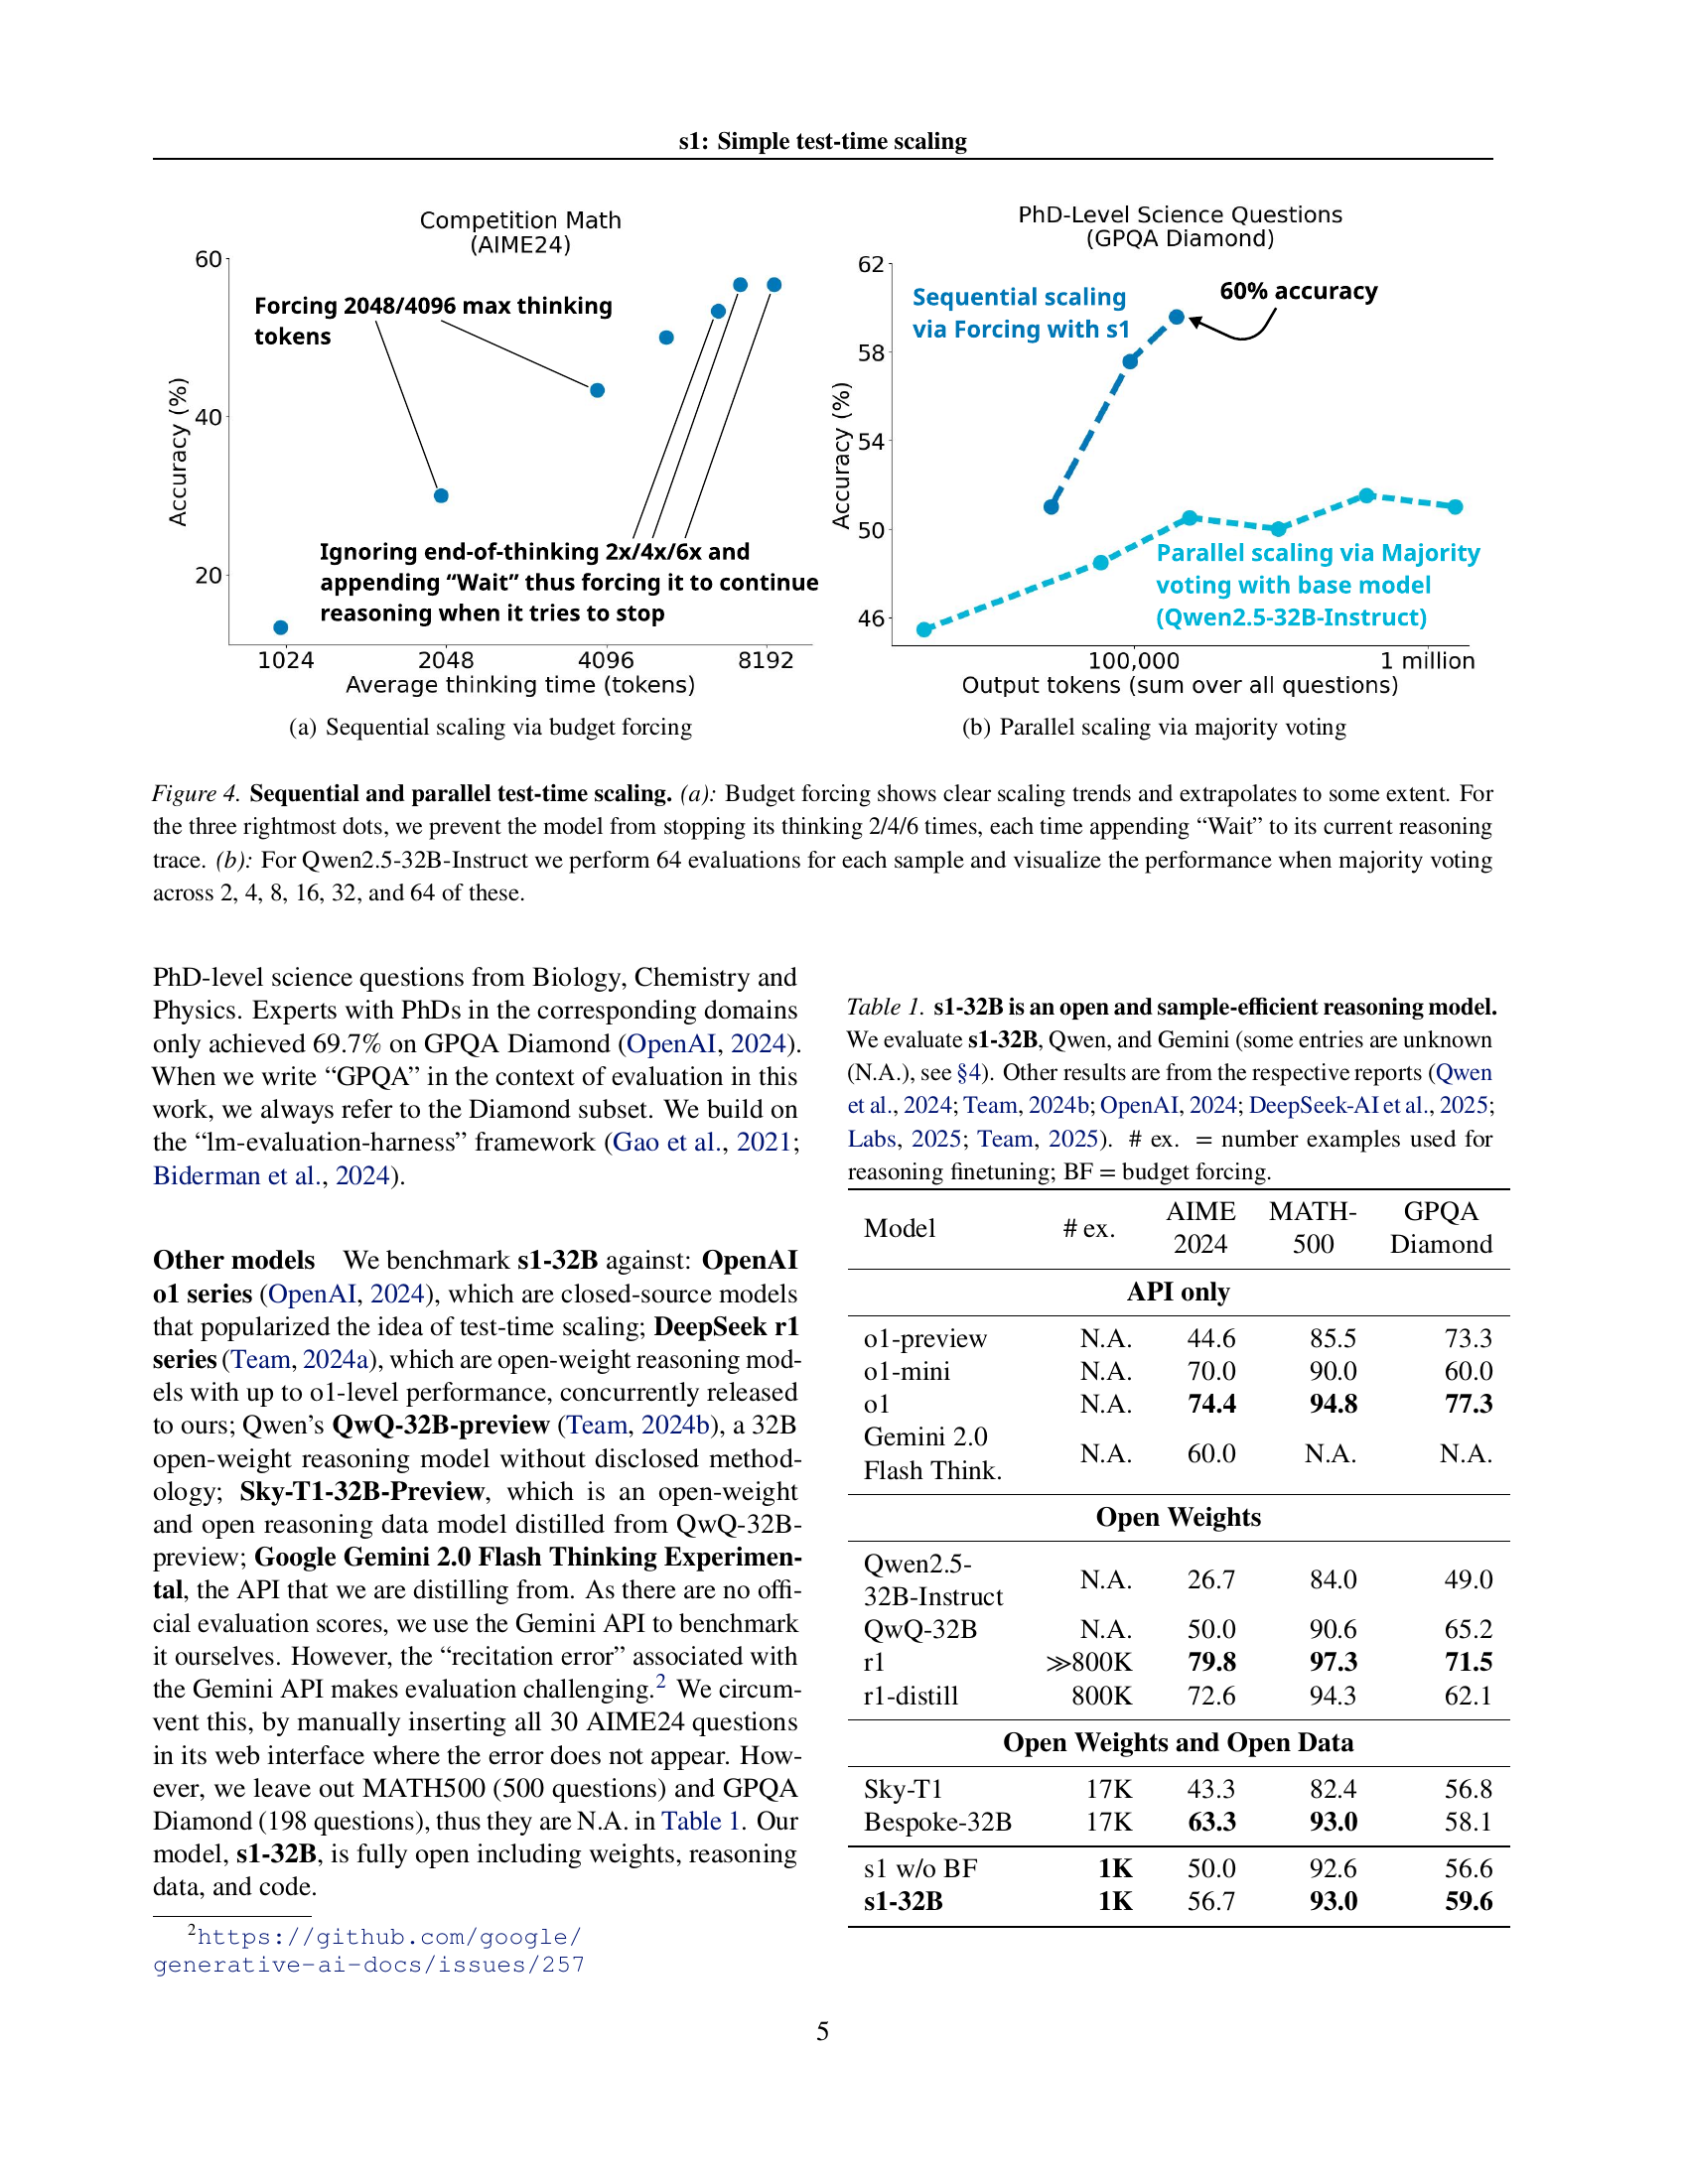 s1: Simple test-time scaling
Competition Math
(AIME24)
60
40
20
Accuracy (%)
Forcing 2048/4096 max thinking
tokens
Ignoring end-of-thinking 2x/4x/6x and
appending “Wait” thus forcing it to continue
reasoning when it tries to stop
1024 2048 4096 8192
Average thinking time (tokens)
(a) Sequential scaling via budget forcing
PhD-Level Science Questions
(GPQA Diamond)
62
58
54
50
46
Accuracy (%)
Sequential scaling
via Forcing with s1
60% accuracy
Parallel scaling via Majority
voting with base model
(Qwen2.5-32B-Instruct)
100,000 1 million
Output tokens (sum over all questions)
(b) Parallel scaling via majority voting
Figure 4. Sequential and parallel test-time scaling. (a): Budget forcing shows clear scaling trends and extrapolates to some extent. For
the three rightmost dots, we prevent the model from stopping its thinking 2/4/6 times, each time appending “Wait” to its current reasoning
trace. (b): For Qwen2.5-32B-Instruct we perform 64 evaluations for each sample and visualize the performance when majority voting
across 2, 4, 8, 16, 32, and 64 of these.
PhD-level science questions from Biology, Chemistry and
Physics. Experts with PhDs in the corresponding domains
only achieved 69.7% on GPQA Diamond (OpenAI, 2024).
When we write “GPQA” in the context of evaluation in this
work, we always refer to the Diamond subset. We build on
the “lm-evaluation-harness” framework (Gao et al., 2021;
Biderman et al., 2024).
Other models We benchmark s1-32B against: OpenAI
o1 series (OpenAI, 2024), which are closed-source models
that popularized the idea of test-time scaling; DeepSeek r1
series (Team, 2024a), which are open-weight reasoning mod-
els with up to o1-level performance, concurrently released
to ours; Qwen’s QwQ-32B-preview (Team, 2024b), a 32B
open-weight reasoning model without disclosed method-
ology; Sky-T1-32B-Preview, which is an open-weight
and open reasoning data model distilled from QwQ-32B-
preview; Google Gemini 2.0 Flash Thinking Experimen-
tal, the API that we are distilling from. As there are no offi-
cial evaluation scores, we use the Gemini API to benchmark
it ourselves. However, the “recitation error” associated with
the Gemini API makes evaluation challenging.2 We circum-
vent this, by manually inserting all 30 AIME24 questions
in its web interface where the error does not appear. How-
ever, we leave out MATH500 (500 questions) and GPQA
Diamond (198 questions), thus they are N.A. in Table 1. Our
model, s1-32B, is fully open including weights, reasoning
data, and code.
2https://github.com/google/
generative-ai-docs/issues/257
Table 1. s1-32B is an open and sample-efficient reasoning model.
We evaluate s1-32B, Qwen, and Gemini (some entries are unknown
(N.A.), see §4). Other results are from the respective reports (Qwen
et al., 2024; Team, 2024b; OpenAI, 2024; DeepSeek-AI et al., 2025;
Labs, 2025; Team, 2025). # ex. = number examples used for
reasoning finetuning; BF = budget forcing.
Model # ex. AIME 2024 MATH-500 GPQA Diamond
API only
o1-preview N.A. 44.6 85.5 73.3
o1-mini N.A. 70.0 90.0 60.0
o1 N.A. 74.4 94.8 77.3
Gemini 2.0
Flash Think. N.A. 60.0 N.A. N.A.
Open Weights
Qwen2.5-
32B-Instruct N.A. 26.7 84.0 49.0
QwQ-32B N.A. 50.0 90.6 65.2
r1 ≫800K 79.8 97.3 71.5
r1-distill 800K 72.6 94.3 62.1
Open Weights and Open Data
Sky-T1 17K 43.3 82.4 56.8
Bespoke-32B 17K 63.3 93.0 58.1
s1 w/o BF 1K 50.0 92.6 56.6
s1-32B 1K 56.7 93.0 59.6
5